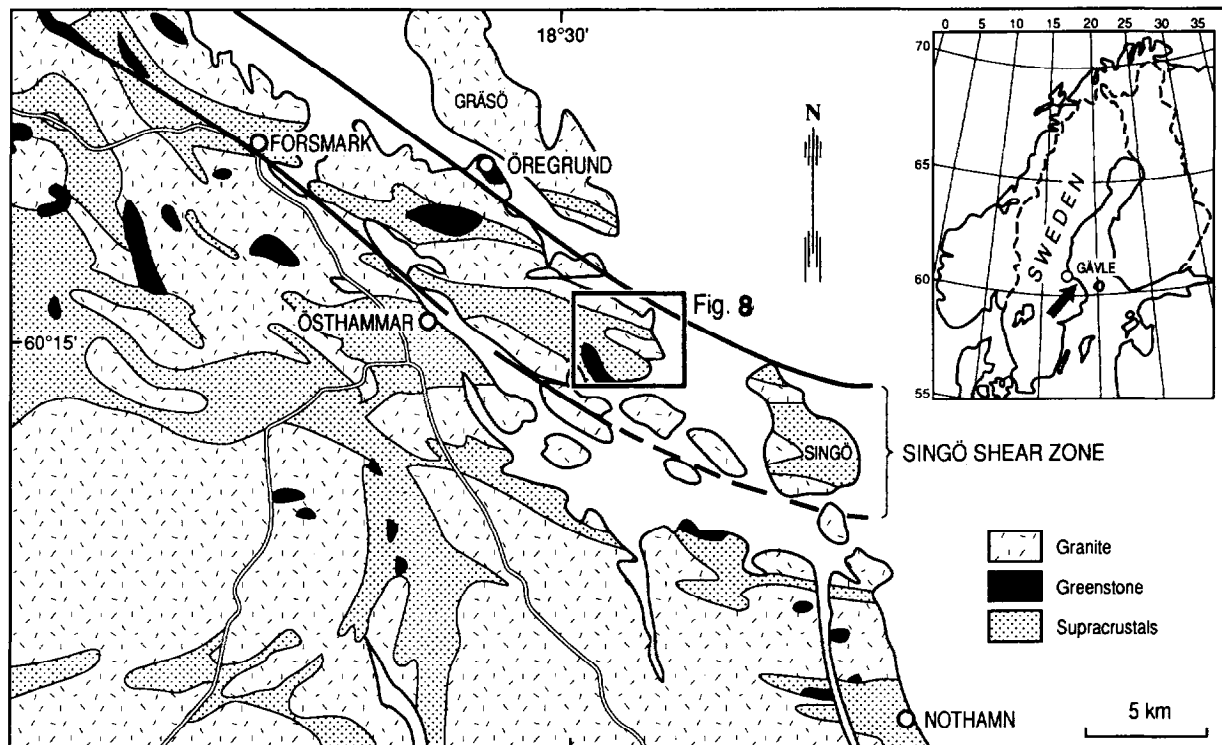 18°30'
GRÄSÖ
N
FORSMARK
ÖREGRUND
Fig. 8
ÖSTHAMMAR
60°15'
SINGÖ
SINGÖ SHEAR ZONE
Granite
Greenstone
Supracrustals
NOTHAMN
5 km
0 5 10 15 20 25 30 35
70
65
60
55
SWEDEN
GÄVLE